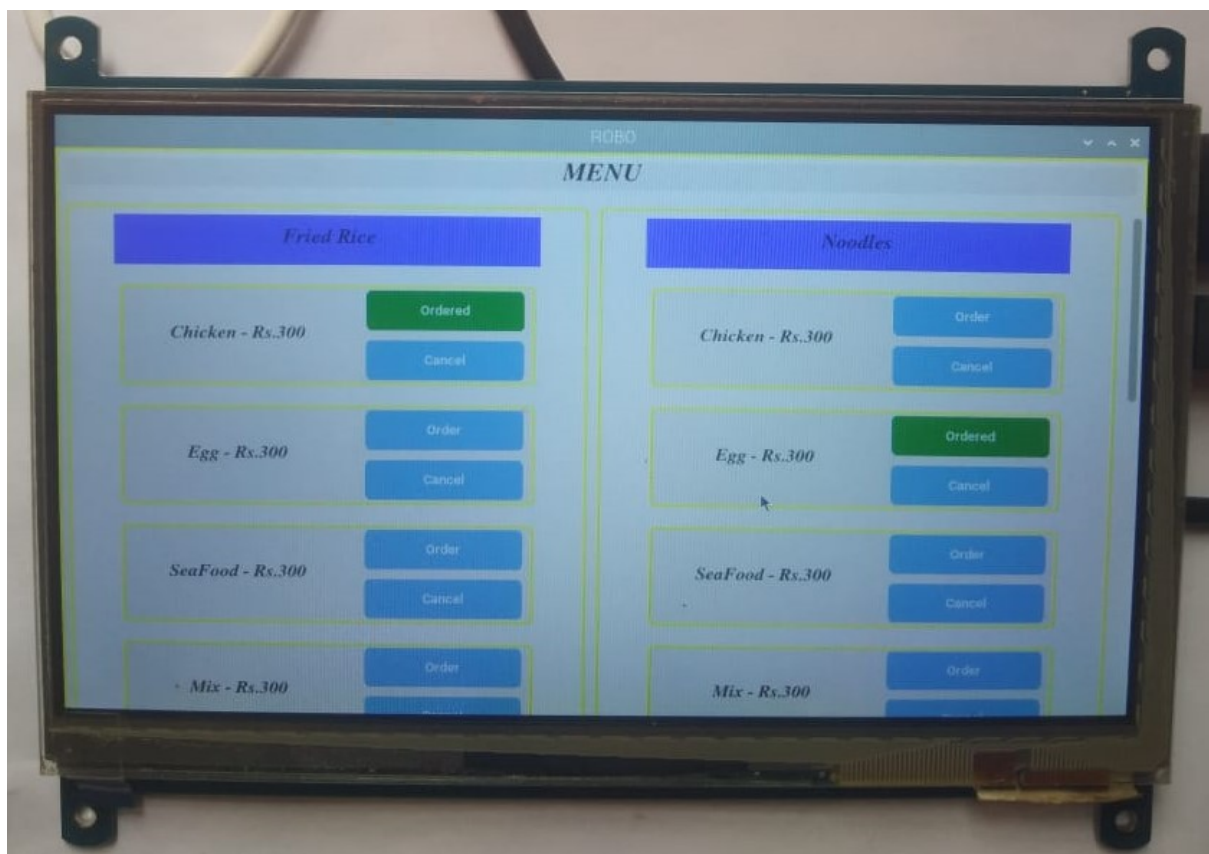 ROBO
MENU
Fried Rice
Chicken - Rs.300
Ordered
Cancel
Egg - Rs.300
Order
Cancel
SeaFood - Rs.300
Order
Cancel
Mix - Rs.300
Order
Noodles
Chicken - Rs.300
Order
Cancel
Egg - Rs.300
Ordered
Cancel
SeaFood - Rs.300
Order
Cancel
Mix - Rs.300
Order